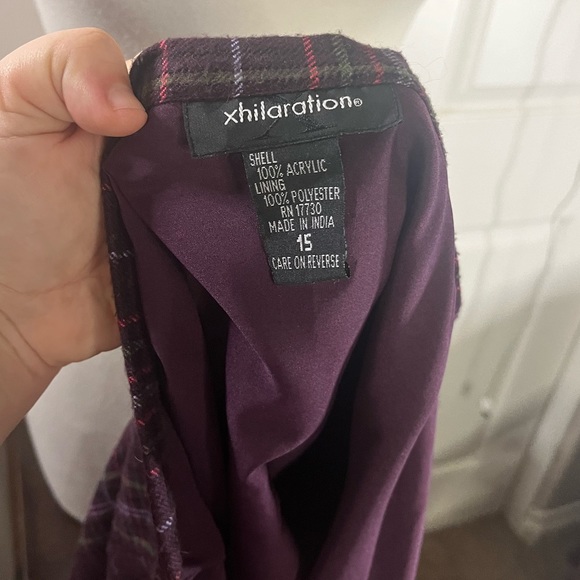 xhilaration®
SHELL
100% ACRYLIC
LINING
100% POLYESTER
RN 17730
MADE IN INDIA
15
CARE ON REVERSE